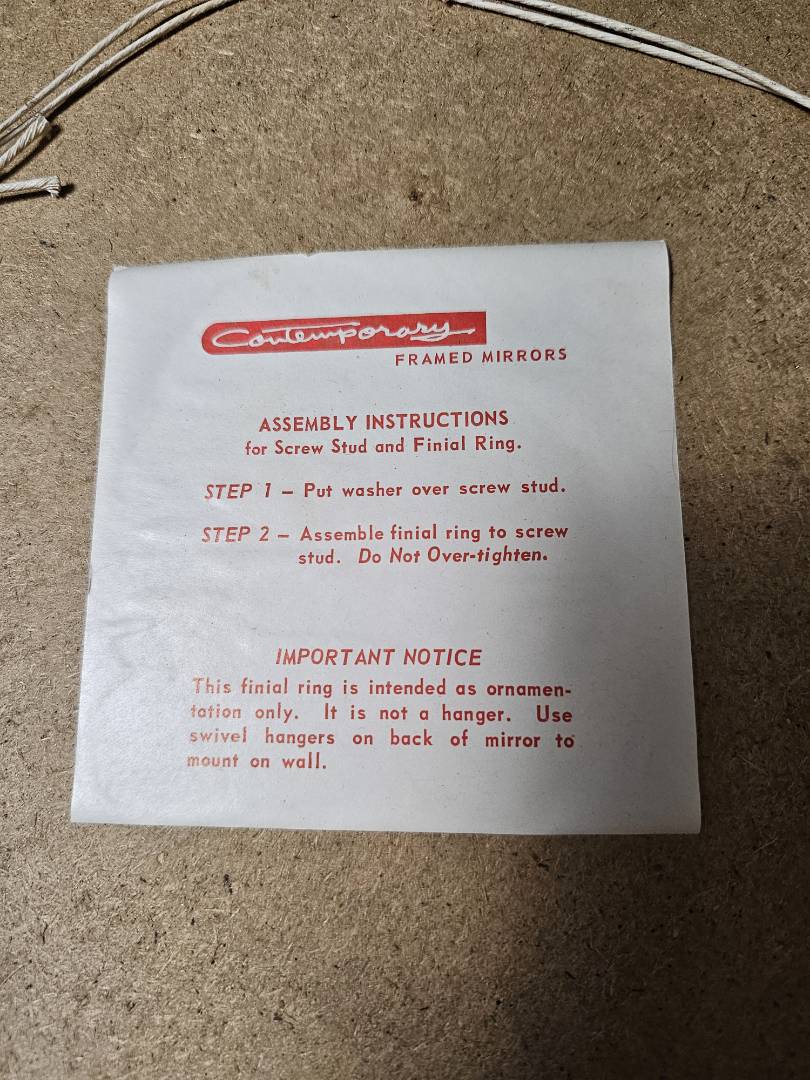 Contemporary
FRAMED MIRRORS
ASSEMBLY INSTRUCTIONS
for Screw Stud and Finial Ring.
STEP 1 – Put washer over screw stud.
STEP 2 – Assemble finial ring to screw
stud. Do Not Over-tighten.
IMPORTANT NOTICE
This finial ring is intended as ornamen-
tation only. It is not a hanger. Use
swivel hangers on back of mirror to
mount on wall.